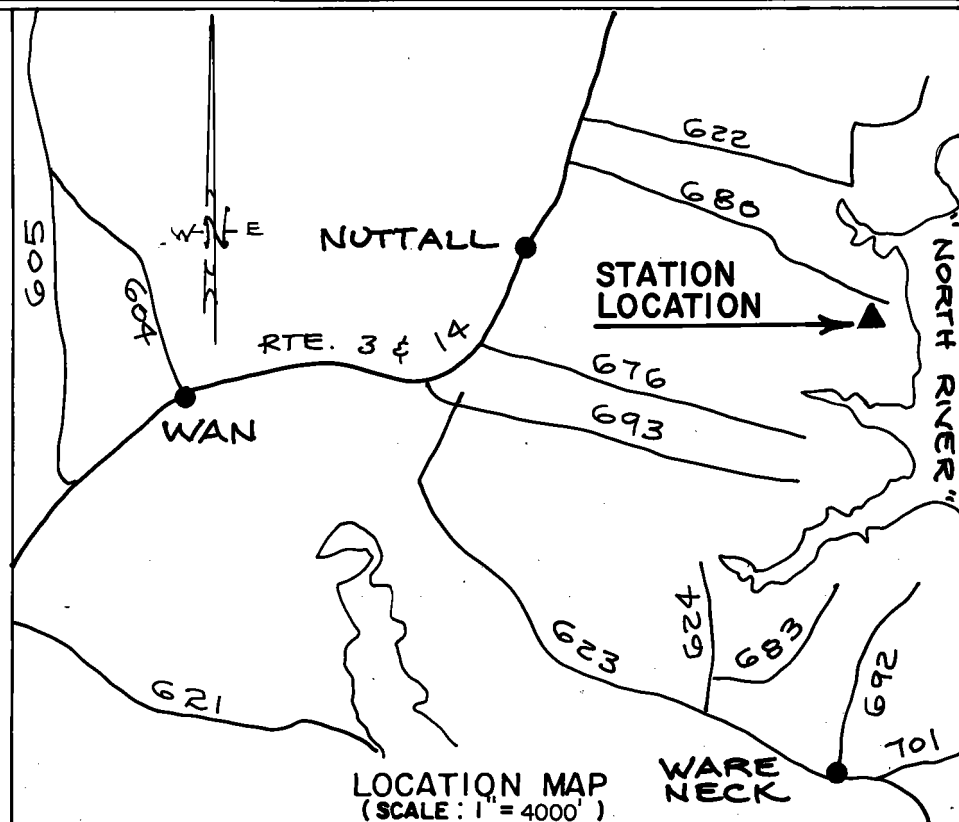 622
680
605
W N E
NUTTALL
"NORTH RIVER"
604
STATION
LOCATION
RTE. 3 & 14
676
693
WAN
624
623
683
621
692
701
WARE
NECK
LOCATION MAP
(SCALE: 1" = 4000')